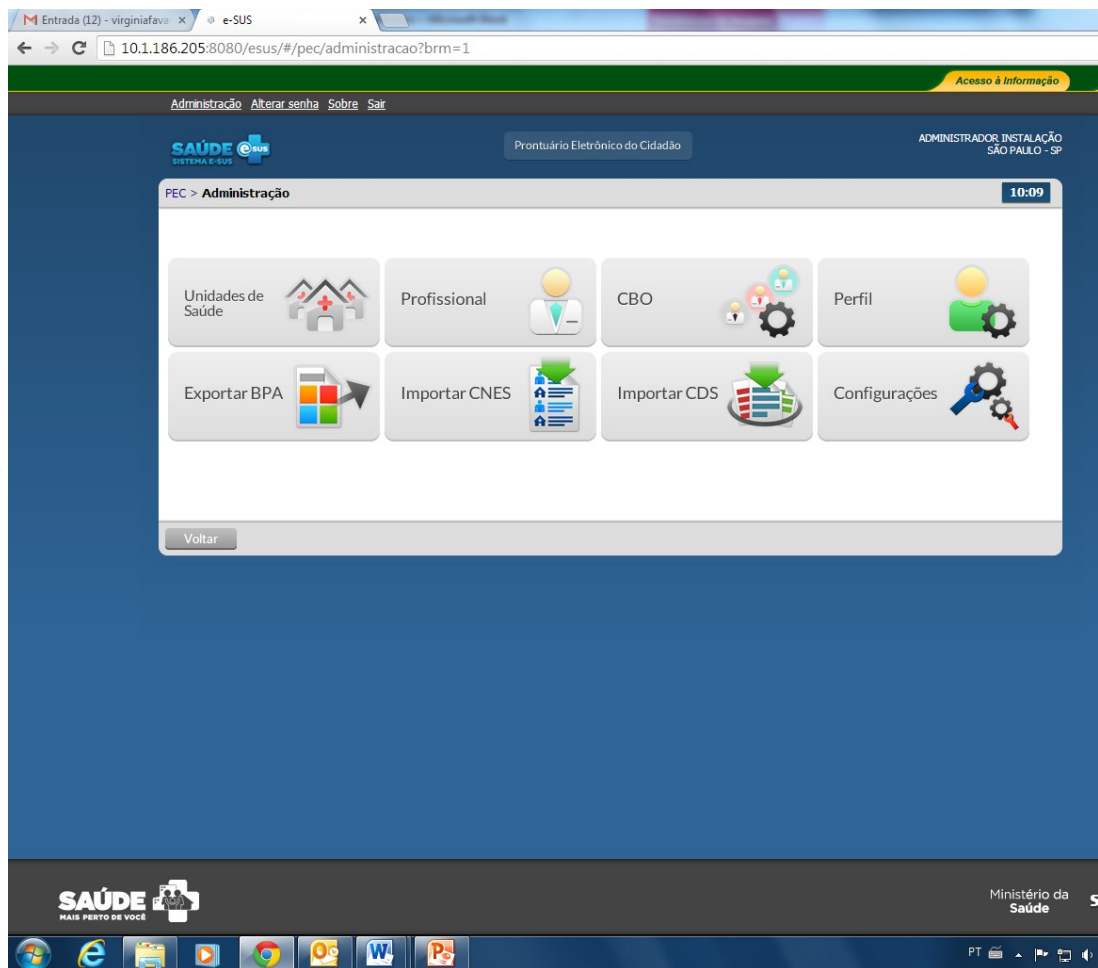 Entrada (12) - virginiafava
e-SUS
10.1.186.205:8080/esus/#/pec/administracao?brm=1
Acesso à Informação
Administração Alterar senha Sobre Sair
SAÚDE e SUS
SISTEMA E-SUS
Prontuário Eletrônico do Cidadão
ADMINISTRADOR INSTALAÇÃO
SÃO PAULO - SP
PEC > Administração
10:09
Unidades de
Saúde
Profissional
CBO
Perfil
Exportar BPA
Importar CNES
Importar CDS
Configurações
Voltar
SAÚDE
MAIS PERTO DE VOCÊ
Ministério da
Saúde
S
PT